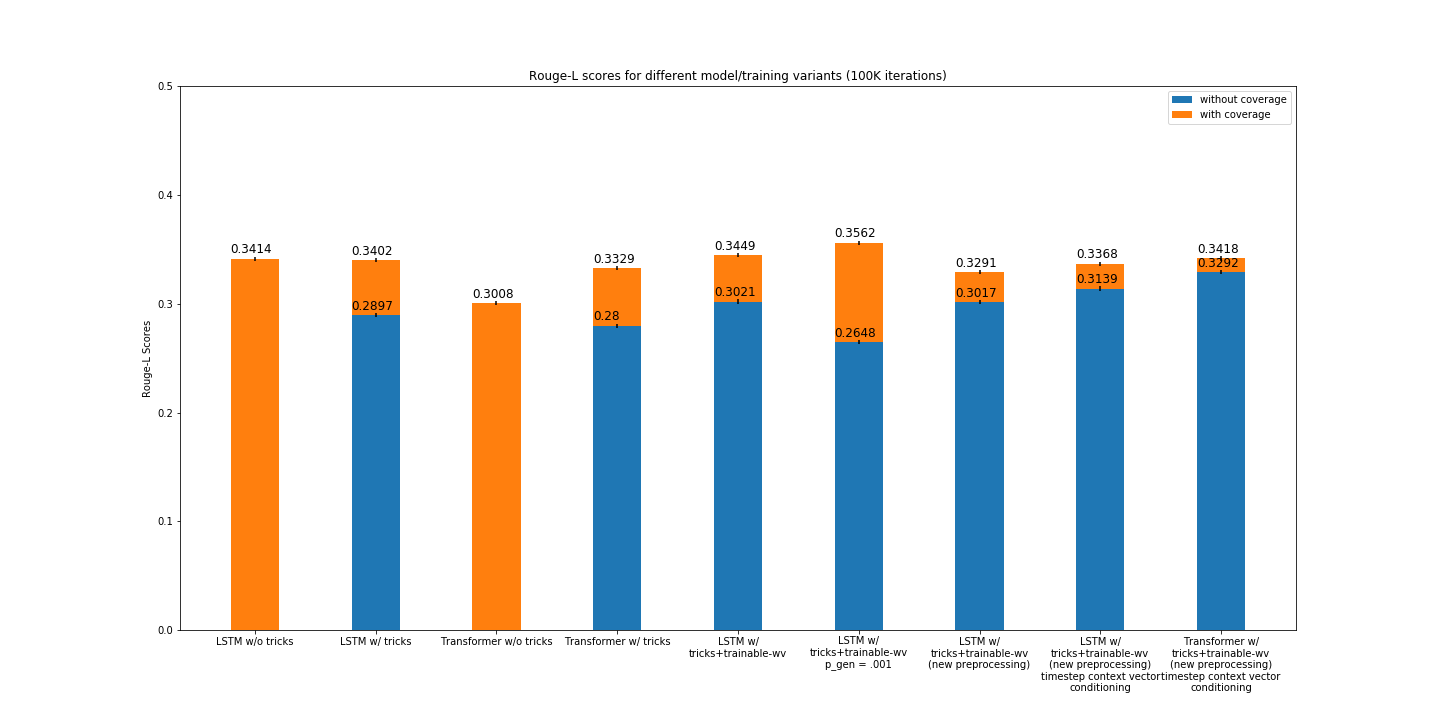 Rouge-L scores for different model/training variants (100K iterations)
without coverage
with coverage
Rouge-L Scores
0.5
0.4
0.3
0.2
0.1
0.0
0.3414
0.3402
0.2897
0.3008
0.3329
0.28
0.3449
0.3021
0.3562
0.2648
0.3291
0.3017
0.3368
0.3139
0.3418
0.3292
LSTM w/o tricks
LSTM w/ tricks
Transformer w/o tricks
Transformer w/ tricks
LSTM w/
tricks+trainable-wv
LSTM w/
tricks+trainable-wv
p_gen = .001
LSTM w/
tricks+trainable-wv
(new preprocessing)
LSTM w/
tricks+trainable-wv
(new preprocessing)
timestep context vector
conditioning
Transformer w/
tricks+trainable-wv
(new preprocessing)
timestep context vector
conditioning